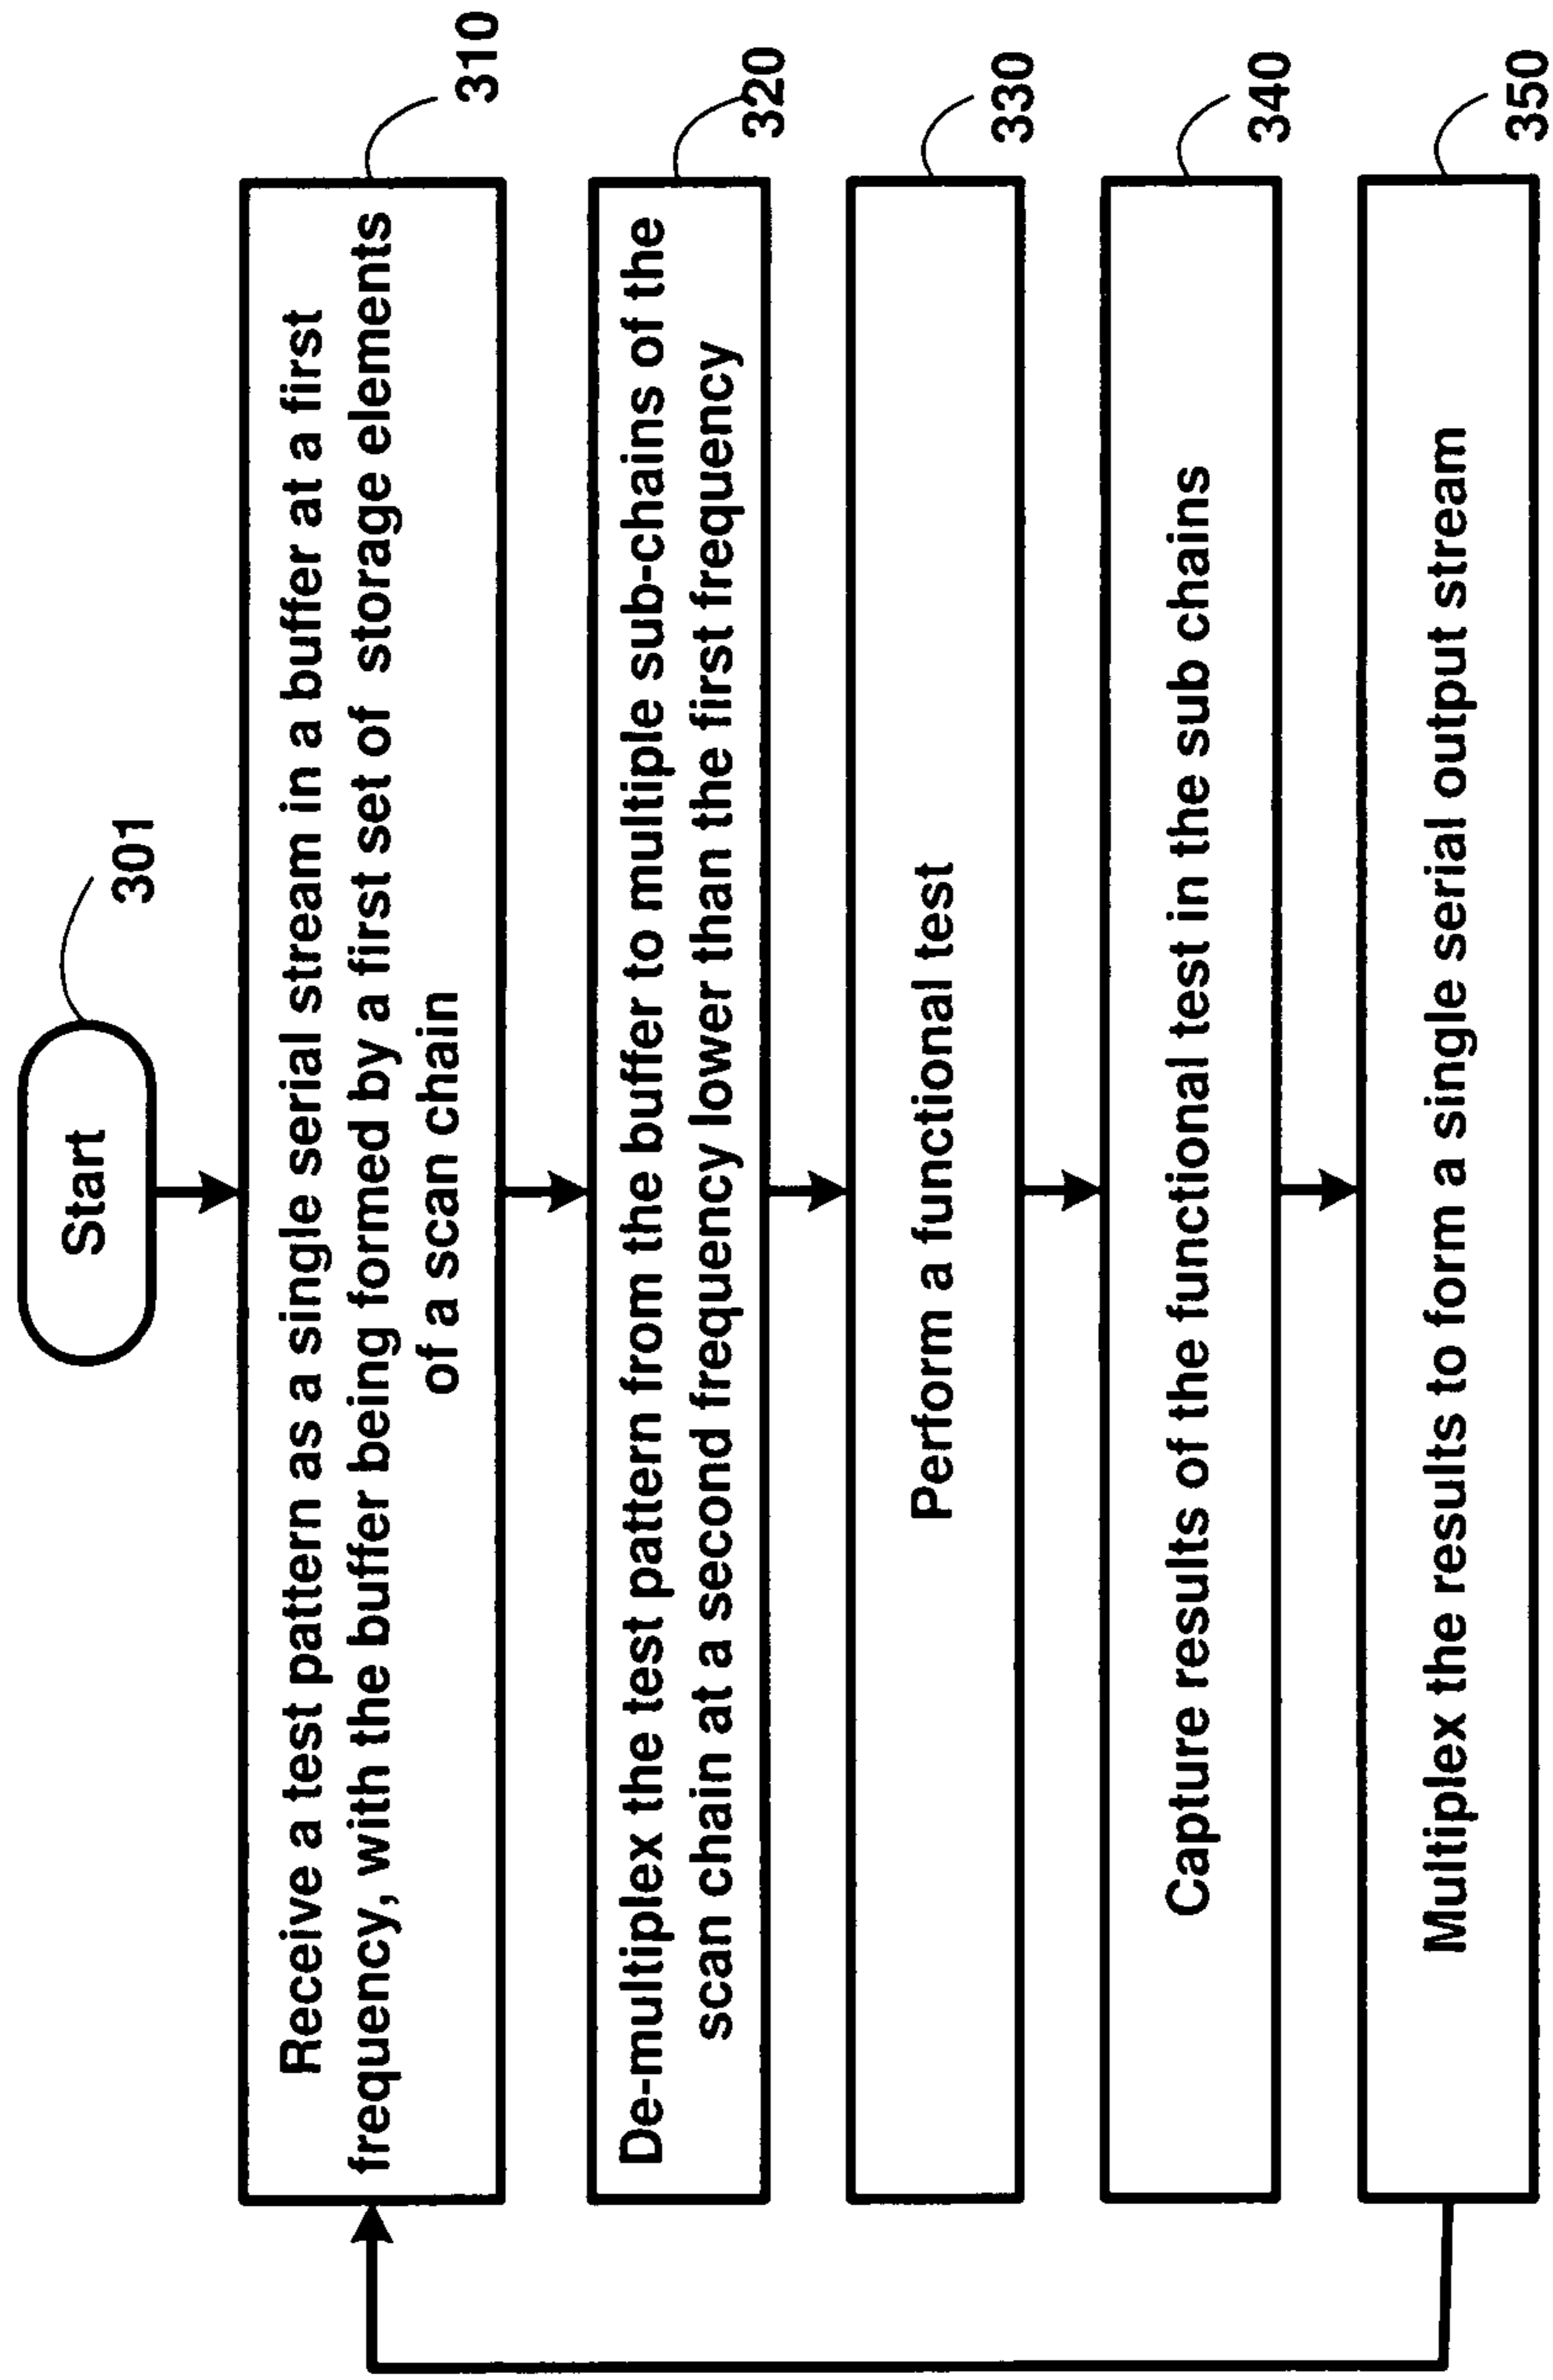 Start
301
Receive a test pattern as a single serial stream in a buffer at a first
frequency, with the buffer being formed by a first set of storage elements
of a scan chain
310
De-multiplex the test pattern from the buffer to multiple sub-chains of the
scan chain at a second frequency lower than the first frequency
320
Perform a functional test
330
Capture results of the functional test in the sub chains
340
Multiplex the results to form a single serial output stream
350